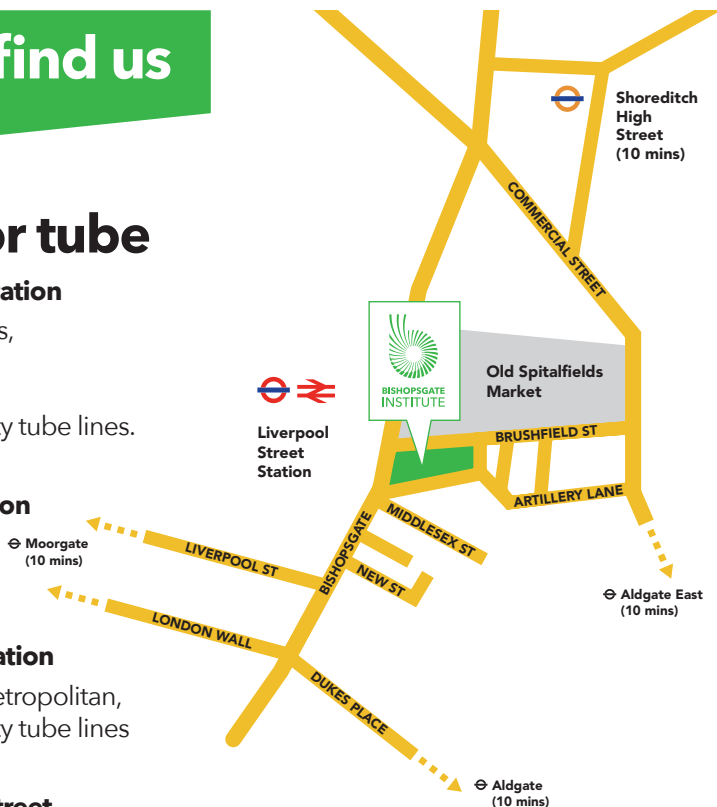 find us
or tube
ation
s,
y tube lines.
on
ation
etropolitan,
y tube lines
treet
Shoreditch
High
Street
(10 mins)
COMMERCIAL STREET
BISHOPSGATE
INSTITUTE
Old Spitalfields
Market
Liverpool
Street
Station
BRUSHFIELD ST
ARTILLERY LANE
MIDDLESEX ST
BISHOPSGATE
NEW ST
Moorgate
(10 mins)
LIVERPOOL ST
LONDON WALL
DUKES PLACE
Aldgate East
(10 mins)
Aldgate
(10 mins)